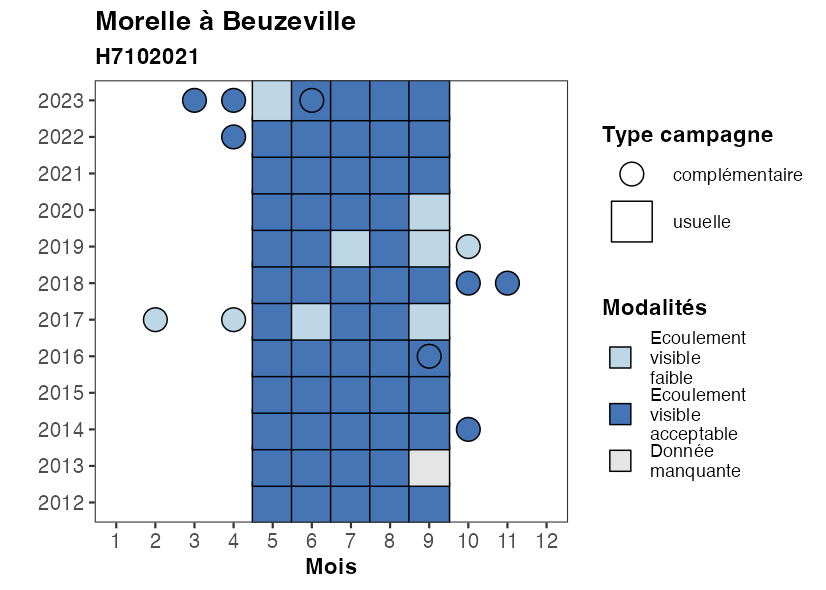 Morelle à Beuzeville
H7102021
2023
2022
2021
2020
2019
2018
2017
2016
2015
2014
2013
2012
1 2 3 4 5 6 7 8 9 10 11 12
Mois
Type campagne
complémentaire
usuelle
Modalités
Ecoulement
visible
faible
Ecoulement
visible
acceptable
Donnée
manquante